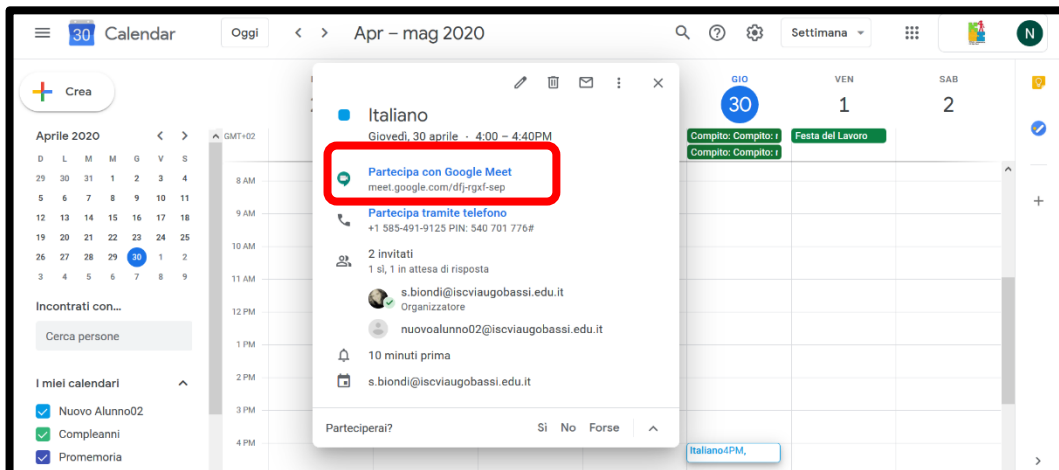 30 Calendar Oggi Apr – mag 2020 Settimana N
Crea
Aprile 2020
D L M M G V S
29 30 31 1 2 3 4
5 6 7 8 9 10 11
12 13 14 15 16 17 18
19 20 21 22 23 24 25
26 27 28 29 30 1 2
3 4 5 6 7 8 9
Incontrati con...
Cerca persone
I miei calendari
Nuovo Alunno02
Compleanni
Promemoria
GMT+02
8 AM
9 AM
10 AM
11 AM
12 PM
1 PM
2 PM
3 PM
4 PM
Italiano
Giovedì, 30 aprile · 4:00 – 4:40PM
Partecipa con Google Meet
meet.google.com/dfj-rgxf-sep
Partecipa tramite telefono
+1 585-491-9125 PIN: 540 701 776#
2 invitati
1 sì, 1 in attesa di risposta
s.biondi@iscviaugobassi.edu.it
Organizzatore
nuovoalunno02@iscviaugobassi.edu.it
10 minuti prima
s.biondi@iscviaugobassi.edu.it
Parteciperai? Sì No Forse
GIO VEN SAB
30 1 2
Compito: Compito: r Festa del Lavoro
Compito: Compito: r
Italiano4PM,